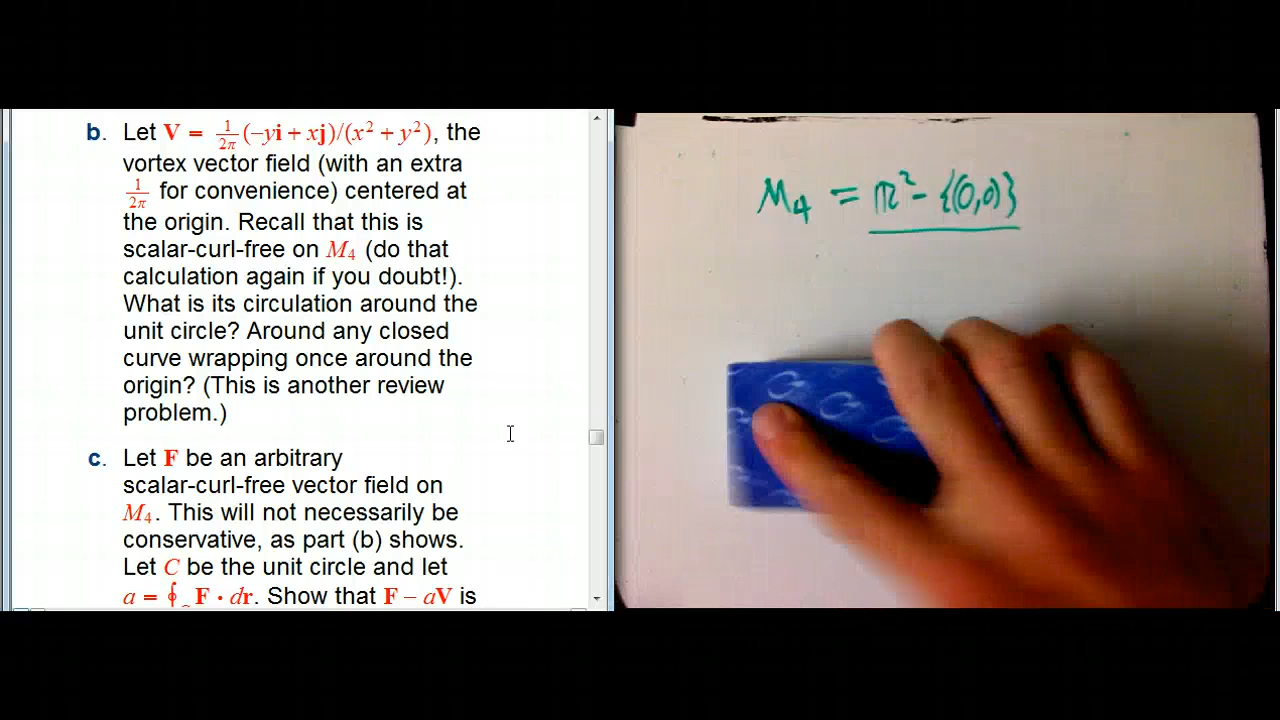 b. Let V = 1/2π (−yi + xj)/(x² + y²), the
vortex vector field (with an extra
1/2π for convenience) centered at
the origin. Recall that this is
scalar-curl-free on M₄ (do that
calculation again if you doubt!).
What is its circulation around the
unit circle? Around any closed
curve wrapping once around the
origin? (This is another review
problem.)
c. Let F be an arbitrary
scalar-curl-free vector field on
M₄. This will not necessarily be
conservative, as part (b) shows.
Let C be the unit circle and let
a = ∮ F · dr. Show that F − aV is
M₄ = ℝ² − {(0,0)}